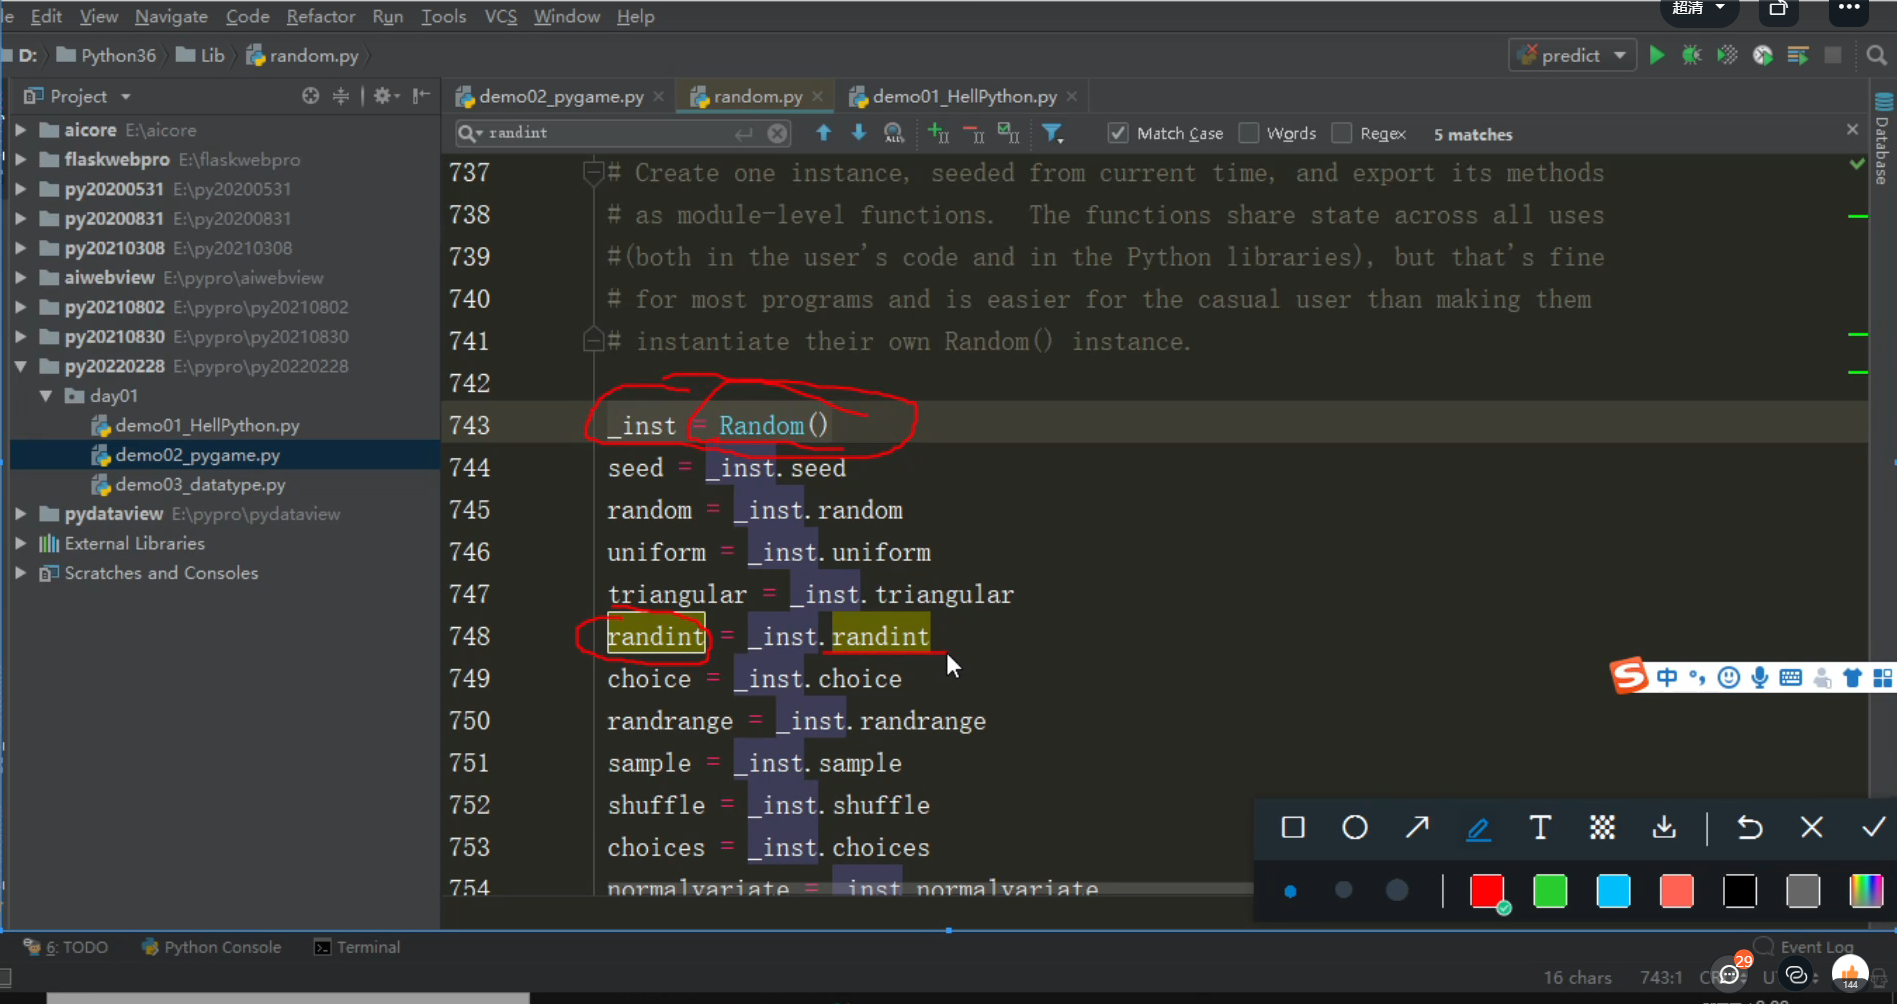 Edit View Navigate Code Refactor Run Tools VCS Window Help
超清
D: Python36 Lib random.py
predict
Project
demo02_pygame.py random.py demo01_HellPython.py
randint
Match Case Words Regex 5 matches
Database
aicore E:\aicore
flaskwebpro E:\flaskwebpro
py20200531 E:\py20200531
py20200831 E:\py20200831
py20210308 E:\py20210308
aiwebview E:\pypro\aiwebview
py20210802 E:\pypro\py20210802
py20210830 E:\pypro\py20210830
py20220228 E:\pypro\py20220228
day01
demo01_HellPython.py
demo02_pygame.py
demo03_datatype.py
pydataview E:\pypro\pydataview
External Libraries
Scratches and Consoles
737 # Create one instance, seeded from current time, and export its methods
738 # as module-level functions. The functions share state across all uses
739 #(both in the user's code and in the Python libraries), but that's fine
740 # for most programs and is easier for the casual user than making them
741 # instantiate their own Random() instance.
742
743 _inst = Random()
744 seed = _inst.seed
745 random = _inst.random
746 uniform = _inst.uniform
747 triangular = _inst.triangular
748 randint = _inst.randint
749 choice = _inst.choice
750 randrange = _inst.randrange
751 sample = _inst.sample
752 shuffle = _inst.shuffle
753 choices = _inst.choices
754 normalvariate = _inst.normalvariate
中
T
6: TODO Python Console Terminal
Event Log
29
16 chars 743:1
144